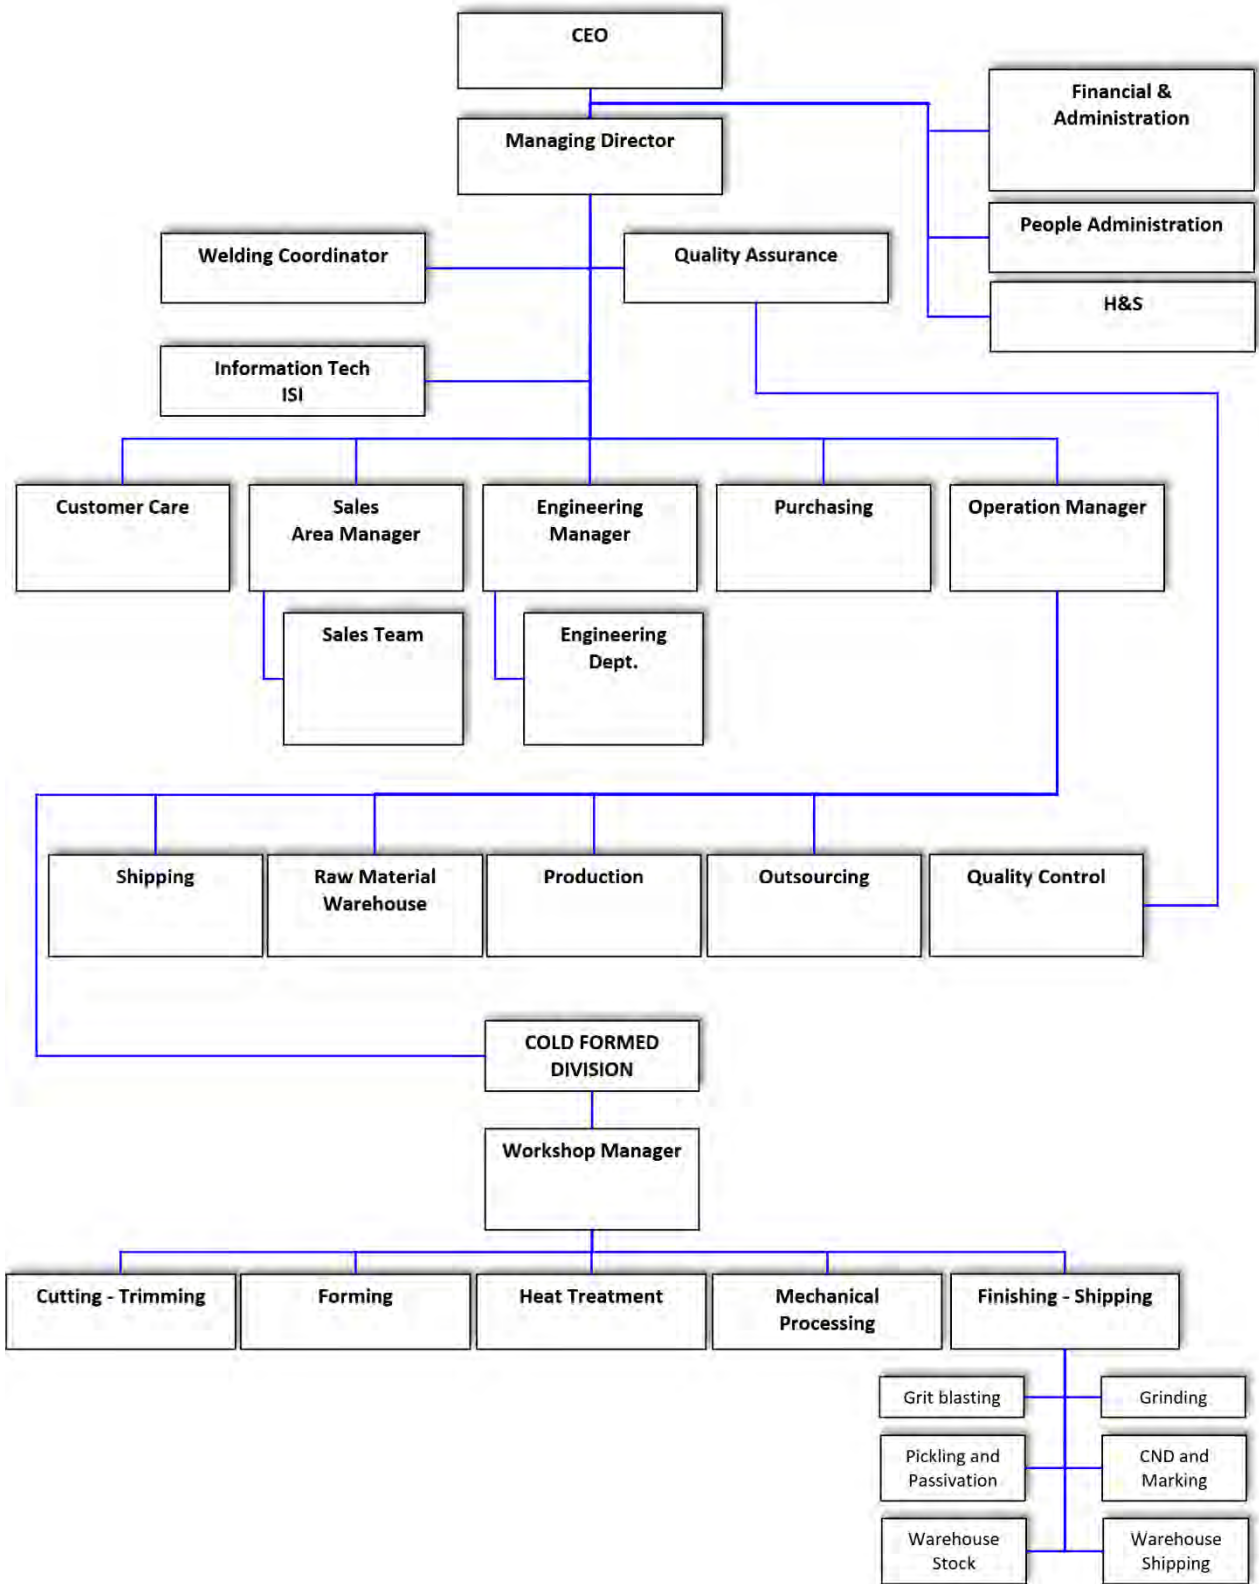 CEO
Financial &
Administration
Managing Director
People Administration
Welding Coordinator
Quality Assurance
H&S
Information Tech
ISI
Customer Care
Sales
Area Manager
Engineering
Manager
Purchasing
Operation Manager
Sales Team
Engineering
Dept.
Shipping
Raw Material
Warehouse
Production
Outsourcing
Quality Control
COLD FORMED
DIVISION
Workshop Manager
Cutting - Trimming
Forming
Heat Treatment
Mechanical
Processing
Finishing - Shipping
Grit blasting
Grinding
Pickling and
Passivation
CND and
Marking
Warehouse
Stock
Warehouse
Shipping